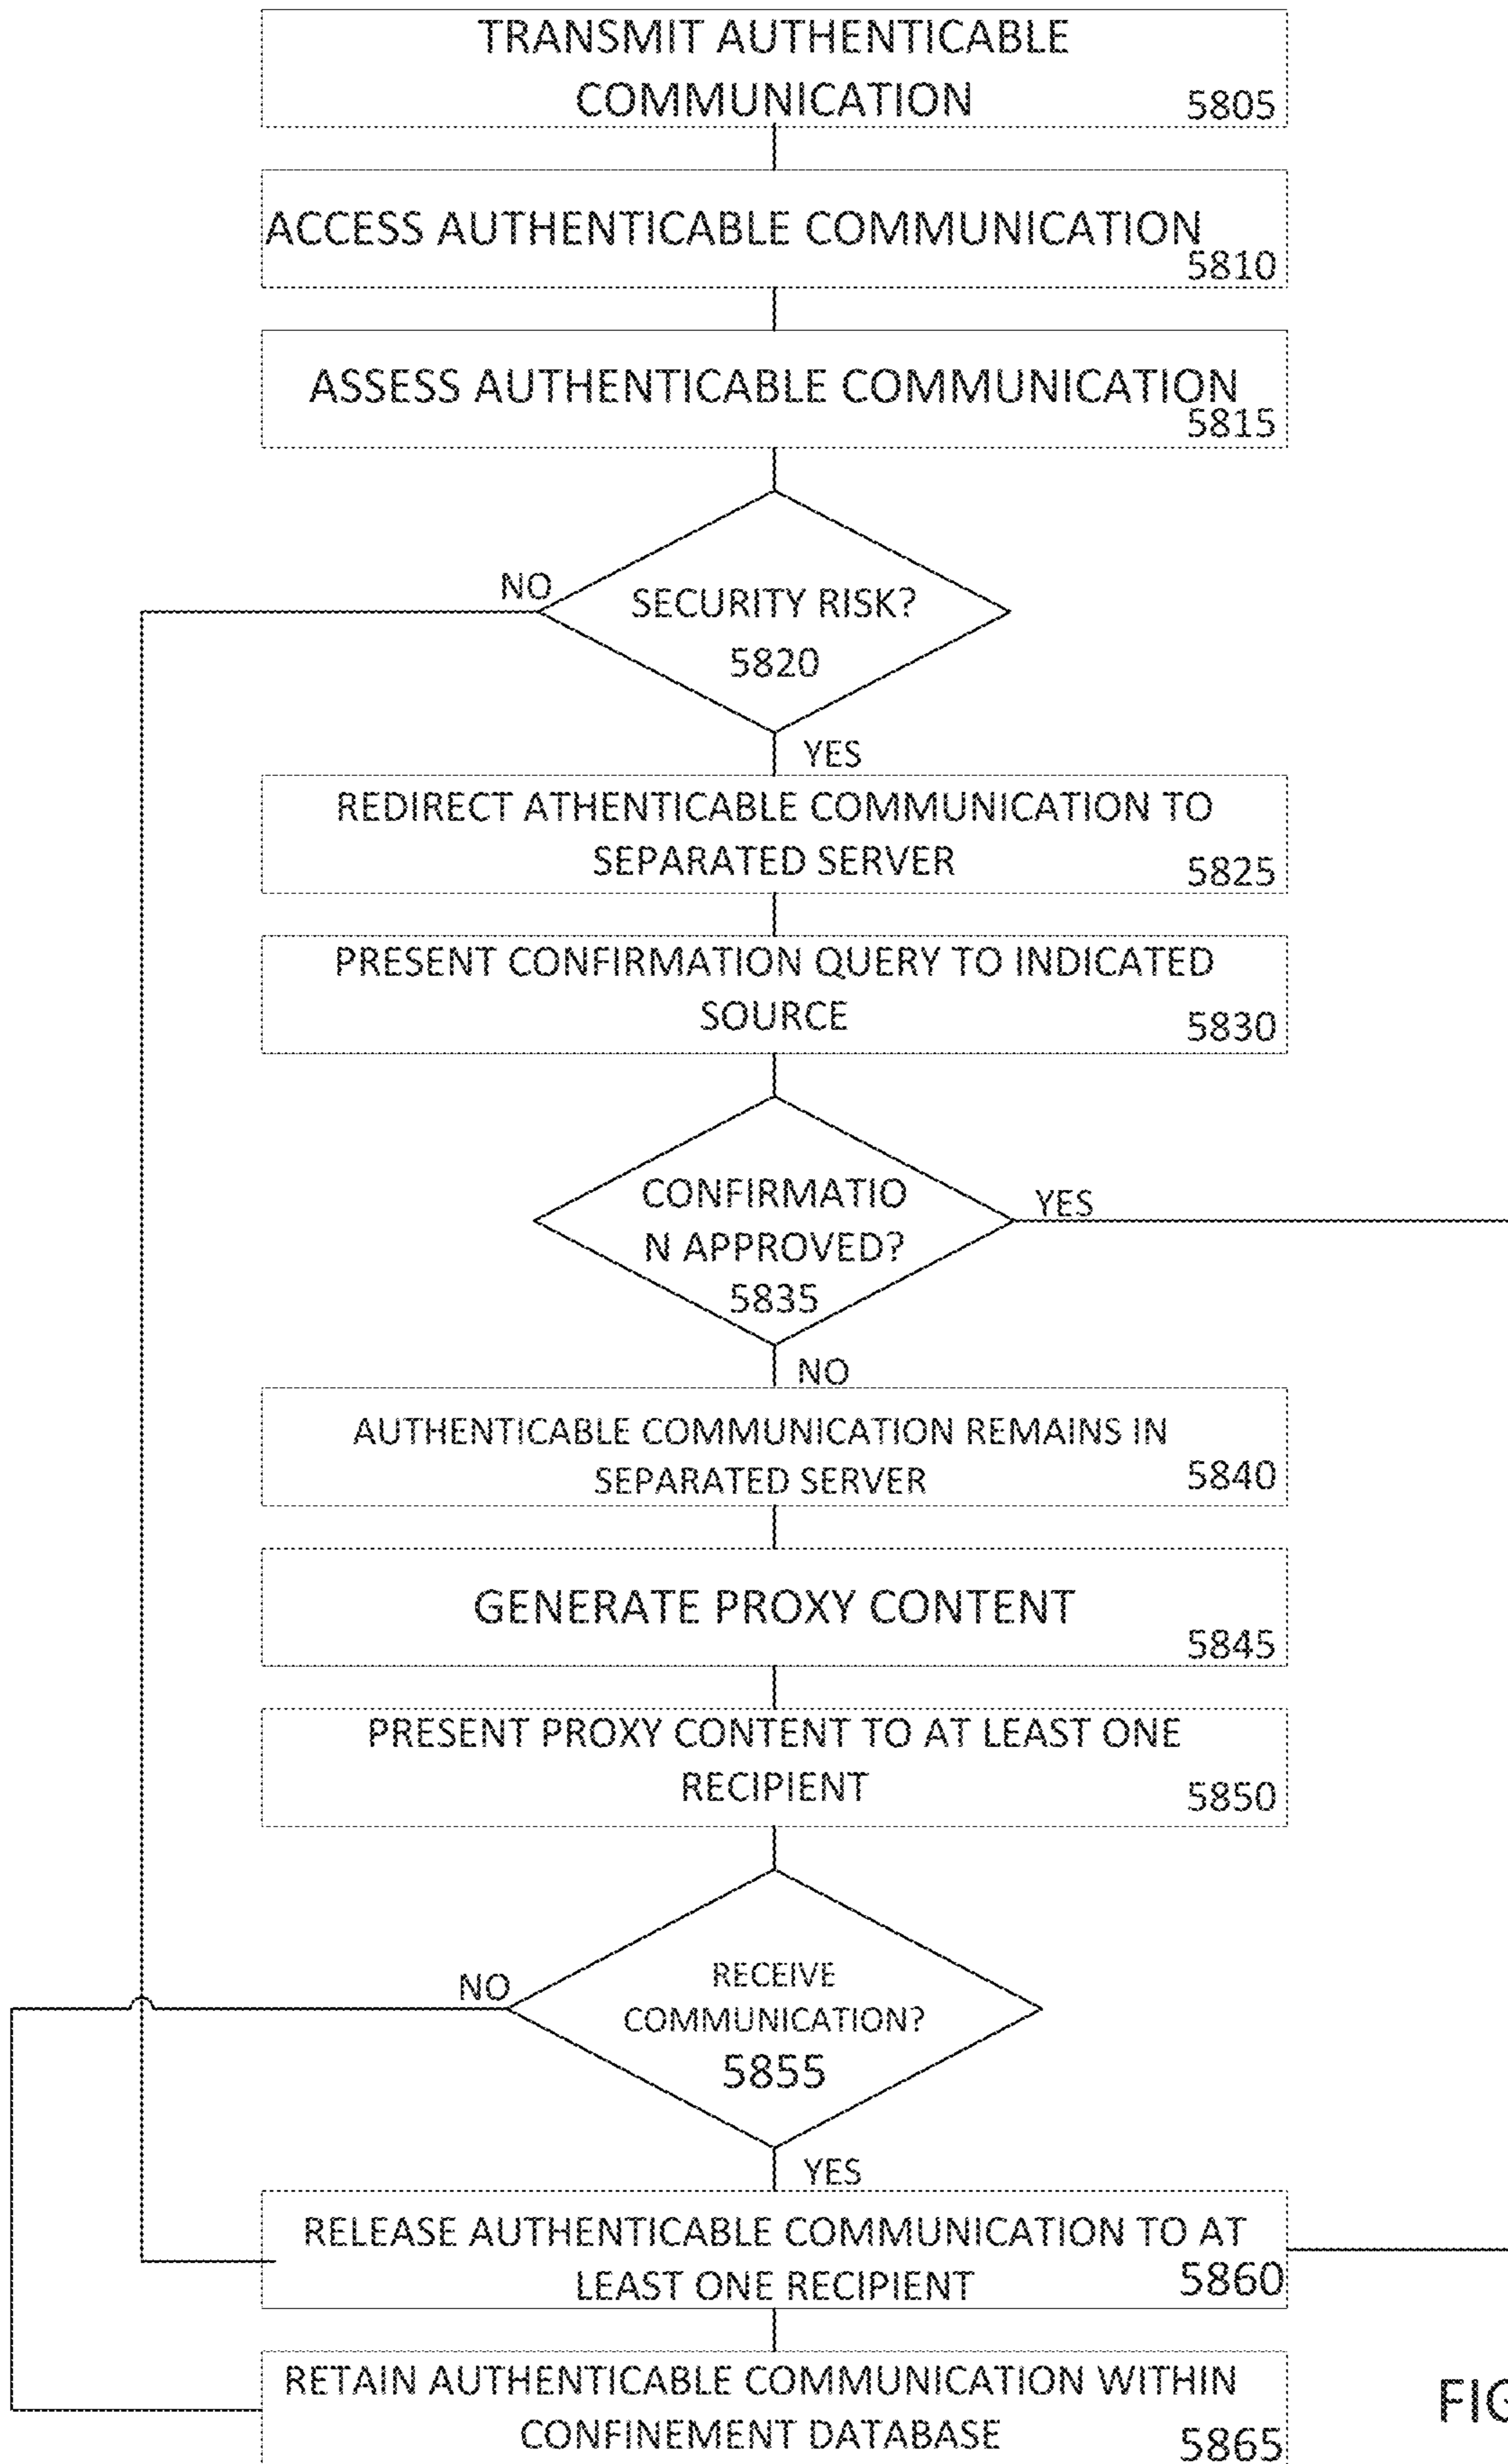 TRANSMIT AUTHENTICABLE
COMMUNICATION
5805
ACCESS AUTHENTICABLE COMMUNICATION
5810
ASSESS AUTHENTICABLE COMMUNICATION
5815
NO
SECURITY RISK?
5820
YES
REDIRECT ATHENTICABLE COMMUNICATION TO
SEPARATED SERVER
5825
PRESENT CONFIRMATION QUERY TO INDICATED
SOURCE
5830
CONFIRMATIO
N APPROVED?
5835
YES
NO
AUTHENTICABLE COMMUNICATION REMAINS IN
SEPARATED SERVER
5840
GENERATE PROXY CONTENT
5845
PRESENT PROXY CONTENT TO AT LEAST ONE
RECIPIENT
5850
NO
RECEIVE
COMMUNICATION?
5855
YES
RELEASE AUTHENTICABLE COMMUNICATION TO AT
LEAST ONE RECIPIENT
5860
RETAIN AUTHENTICABLE COMMUNICATION WITHIN
CONFINEMENT DATABASE
5865